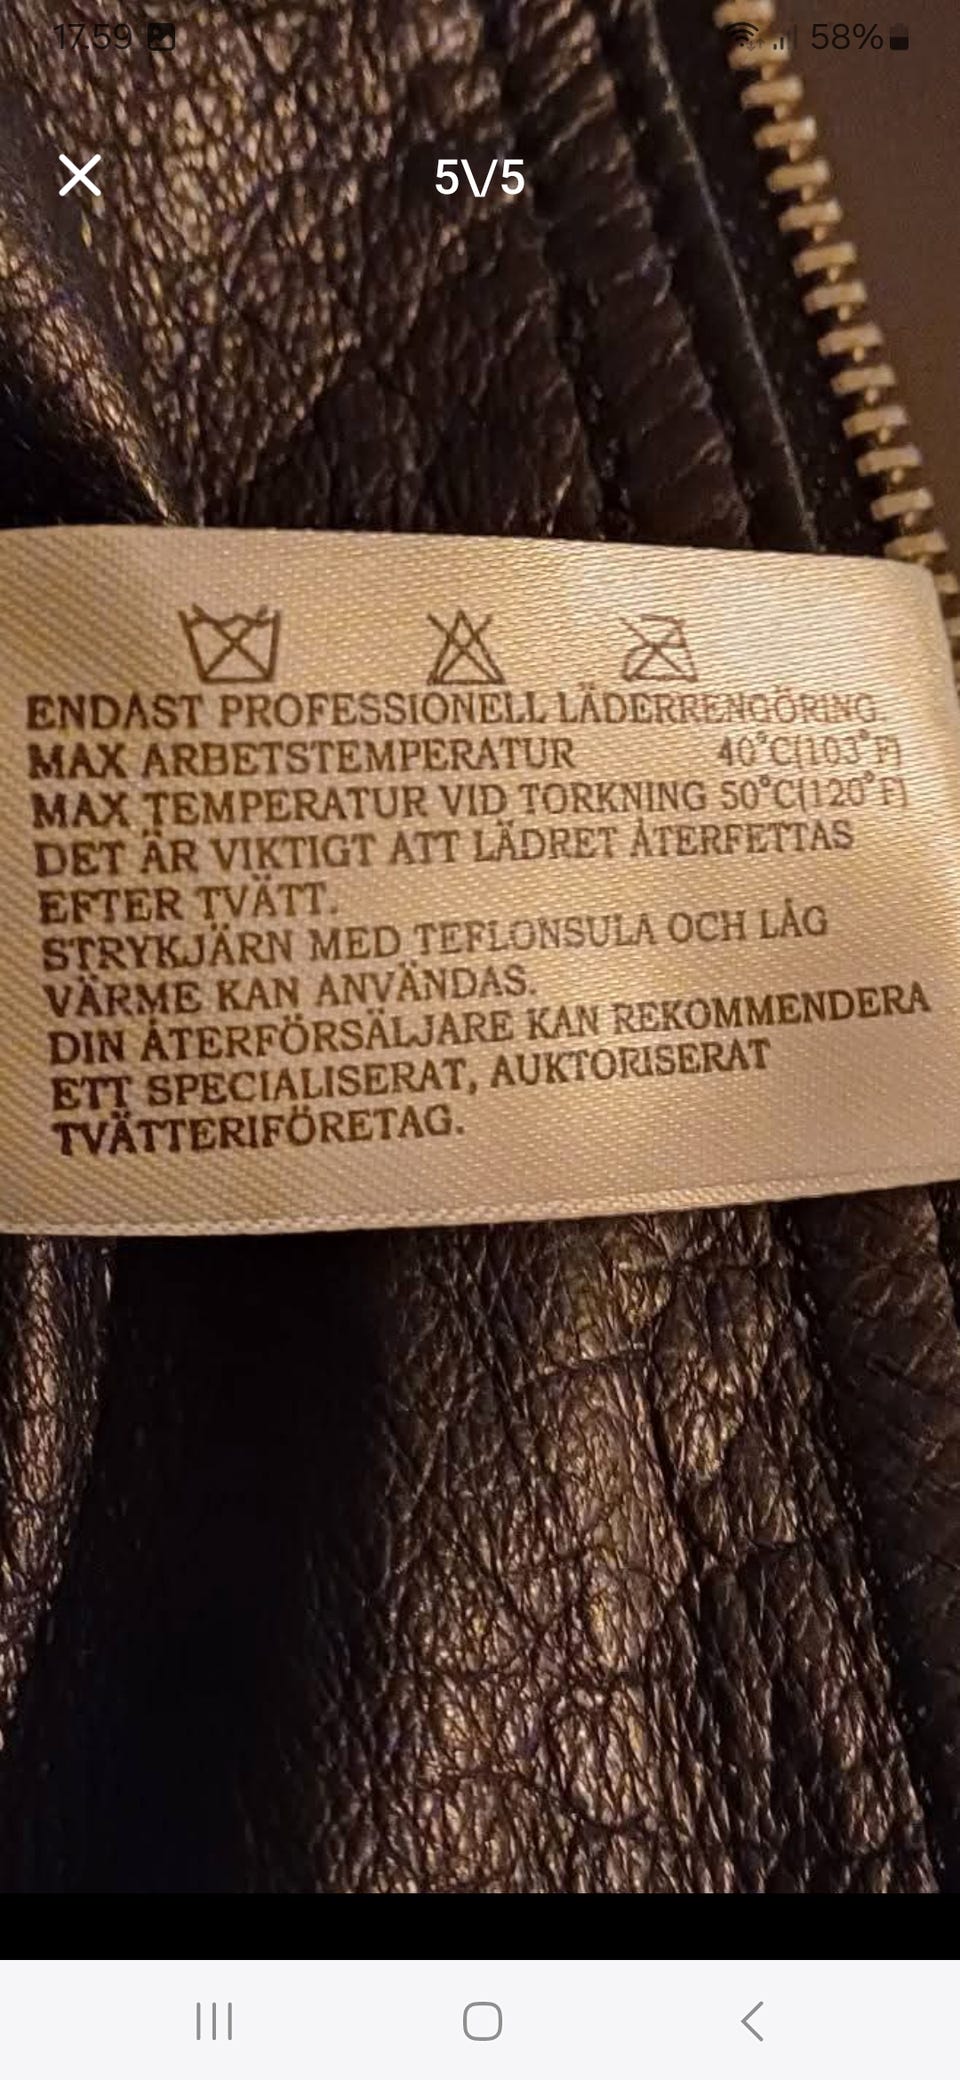 17.59
58%
5\/5
ENDAST PROFESSIONELL LÄDERRENGÖRING.
MAX ARBETSTEMPERATUR 40°C(103°F)
MAX TEMPERATUR VID TORKNING 50°C(120°F)
DET ÄR VIKTIGT ATT LÄDRET ÅTERFETTAS
EFTER TVÄTT.
STRYKJÄRN MED TEFLONSULA OCH LÅG
VÄRME KAN ANVÄNDAS.
DIN ÅTERFÖRSÄLJARE KAN REKOMMENDERA
ETT SPECIALISERAT, AUKTORISERAT
TVÄTTERIFÖRETAG.